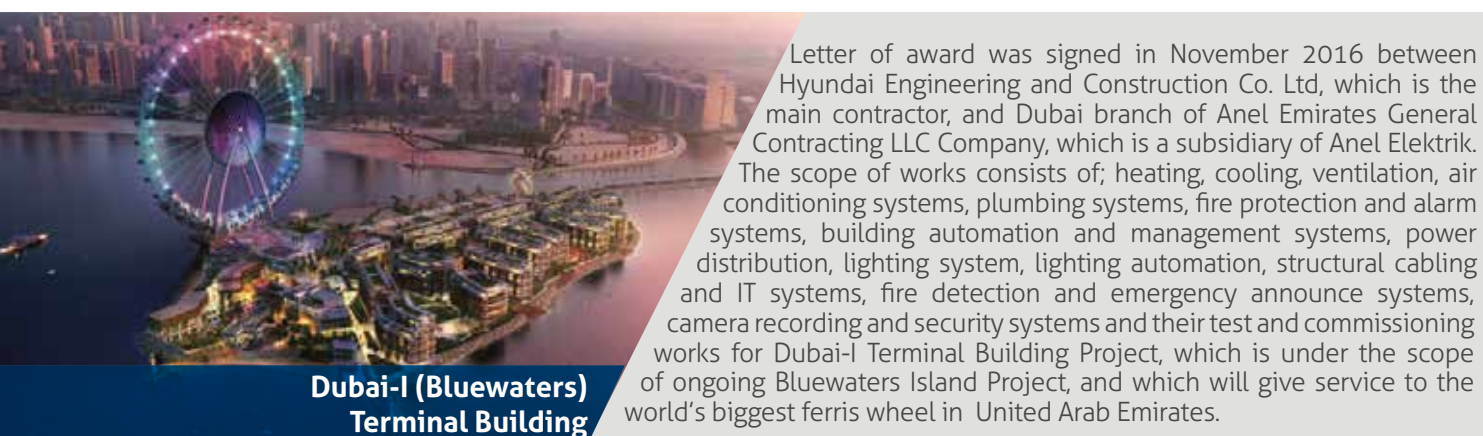 Letter of award was signed in November 2016 between
Hyundai Engineering and Construction Co. Ltd, which is the
main contractor, and Dubai branch of Anel Emirates General
Contracting LLC Company, which is a subsidiary of Anel Elektrik.
The scope of works consists of; heating, cooling, ventilation, air
conditioning systems, plumbing systems, fire protection and alarm
systems, building automation and management systems, power
distribution, lighting system, lighting automation, structural cabling
and IT systems, fire detection and emergency announce systems,
camera recording and security systems and their test and commissioning
works for Dubai-I Terminal Building Project, which is under the scope
of ongoing Bluewaters Island Project, and which will give service to the
world's biggest ferris wheel in United Arab Emirates.
Dubai-I (Bluewaters)
Terminal Building